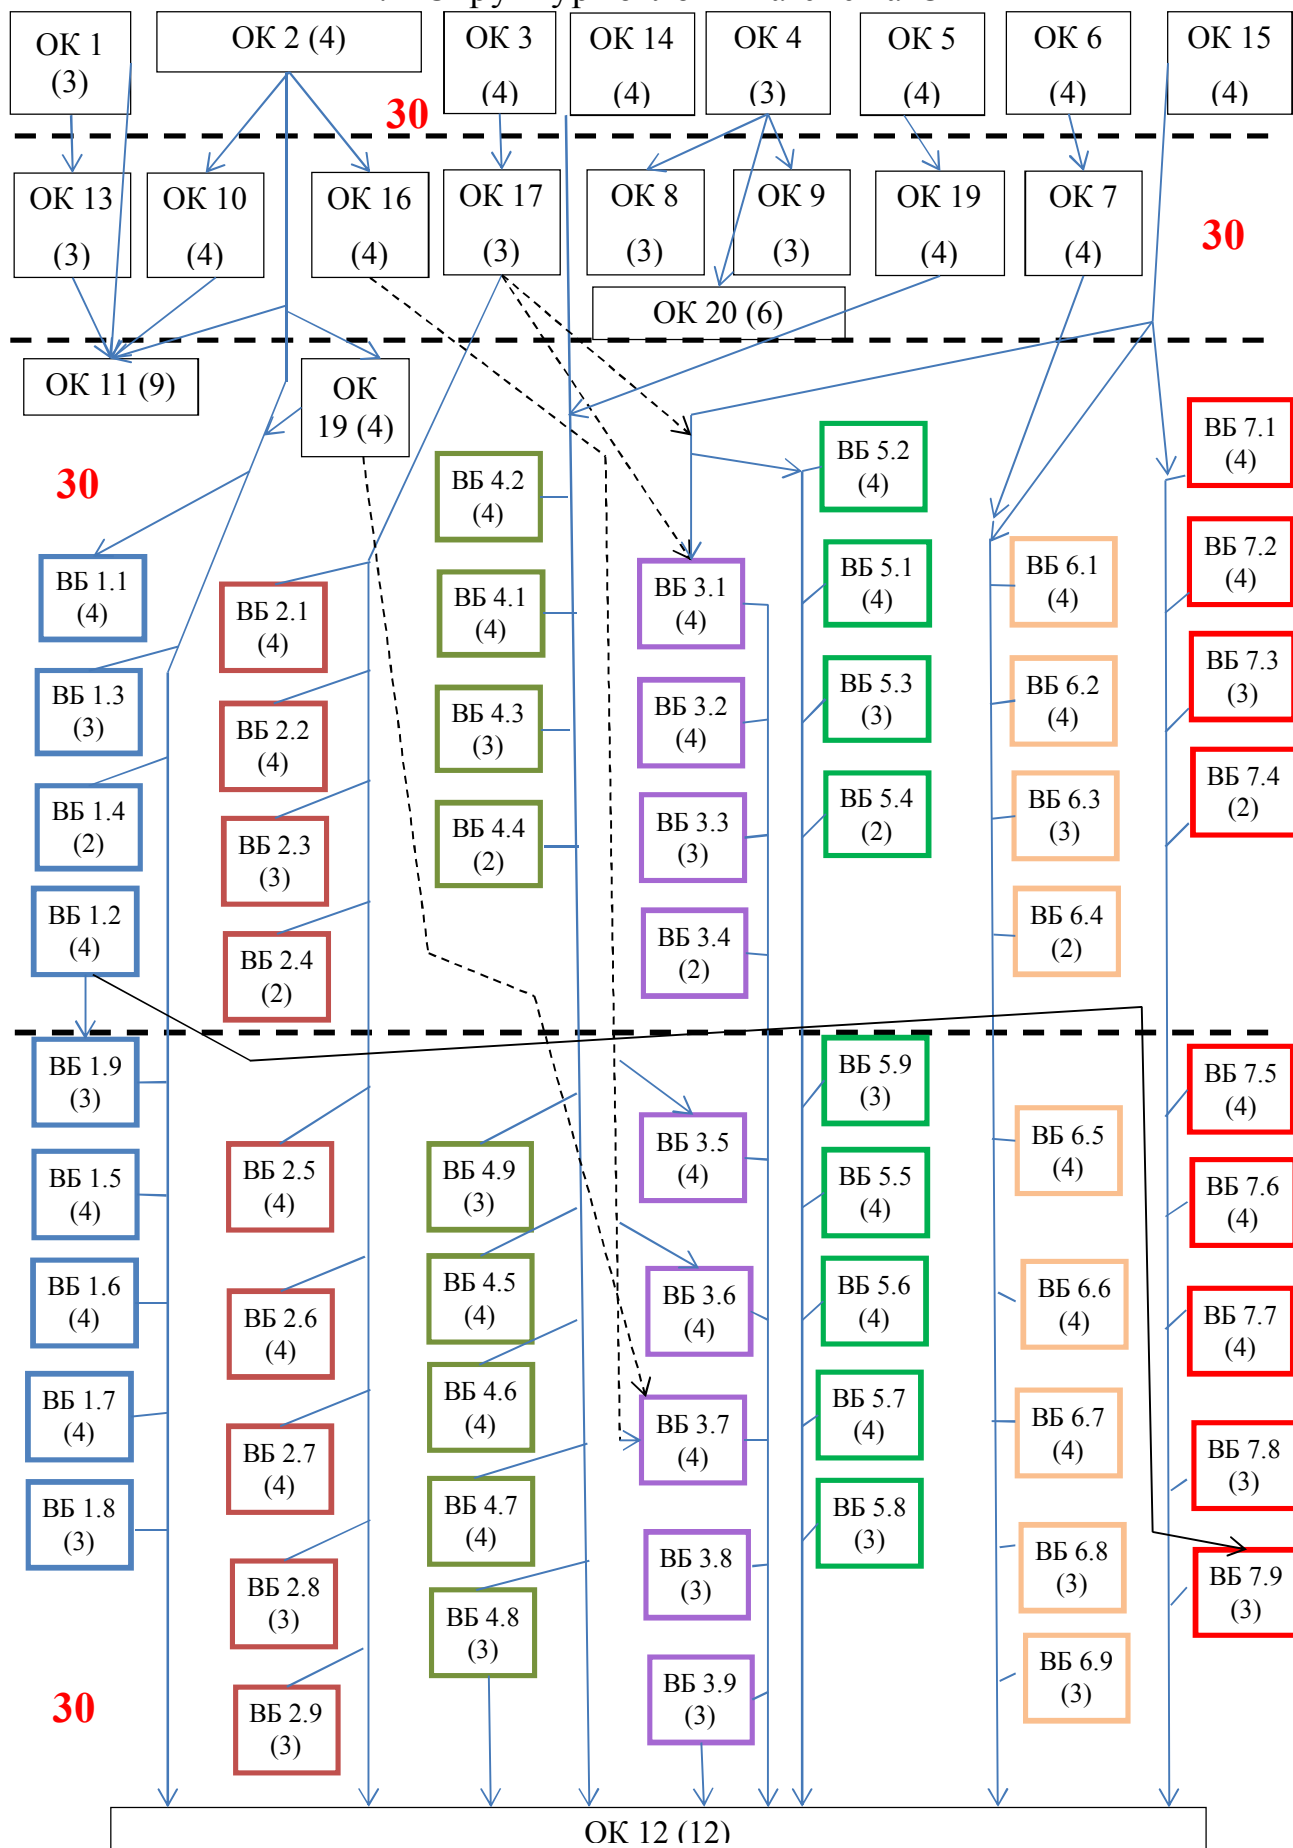 ОК 1
(3)
ОК 2 (4)
ОК 3
(4)
ОК 14
(4)
ОК 4
(3)
ОК 5
(4)
ОК 6
(4)
ОК 15
(4)
30
ОК 13
(3)
ОК 10
(4)
ОК 16
(4)
ОК 17
(3)
ОК 8
(3)
ОК 9
(3)
ОК 19
(4)
ОК 7
(4)
30
ОК 20 (6)
ОК 11 (9)
ОК
19 (4)
30
ВБ 1.1
(4)
ВБ 1.3
(3)
ВБ 1.4
(2)
ВБ 1.2
(4)
ВБ 2.1
(4)
ВБ 2.2
(4)
ВБ 2.3
(3)
ВБ 2.4
(2)
ВБ 4.2
(4)
ВБ 4.1
(4)
ВБ 4.3
(3)
ВБ 4.4
(2)
ВБ 3.1
(4)
ВБ 3.2
(4)
ВБ 3.3
(3)
ВБ 3.4
(2)
ВБ 5.2
(4)
ВБ 5.1
(4)
ВБ 5.3
(3)
ВБ 5.4
(2)
ВБ 6.1
(4)
ВБ 6.2
(4)
ВБ 6.3
(3)
ВБ 6.4
(2)
ВБ 7.1
(4)
ВБ 7.2
(4)
ВБ 7.3
(3)
ВБ 7.4
(2)
ВБ 1.9
(3)
ВБ 1.5
(4)
ВБ 1.6
(4)
ВБ 1.7
(4)
ВБ 1.8
(3)
ВБ 2.5
(4)
ВБ 2.6
(4)
ВБ 2.7
(4)
ВБ 2.8
(3)
ВБ 2.9
(3)
ВБ 4.9
(3)
ВБ 4.5
(4)
ВБ 4.6
(4)
ВБ 4.7
(4)
ВБ 4.8
(3)
ВБ 3.5
(4)
ВБ 3.6
(4)
ВБ 3.7
(4)
ВБ 3.8
(3)
ВБ 3.9
(3)
ВБ 5.9
(3)
ВБ 5.5
(4)
ВБ 5.6
(4)
ВБ 5.7
(4)
ВБ 5.8
(3)
ВБ 6.5
(4)
ВБ 6.6
(4)
ВБ 6.7
(4)
ВБ 6.8
(3)
ВБ 6.9
(3)
ВБ 7.5
(4)
ВБ 7.6
(4)
ВБ 7.7
(4)
ВБ 7.8
(3)
ВБ 7.9
(3)
30
ОК 12 (12)